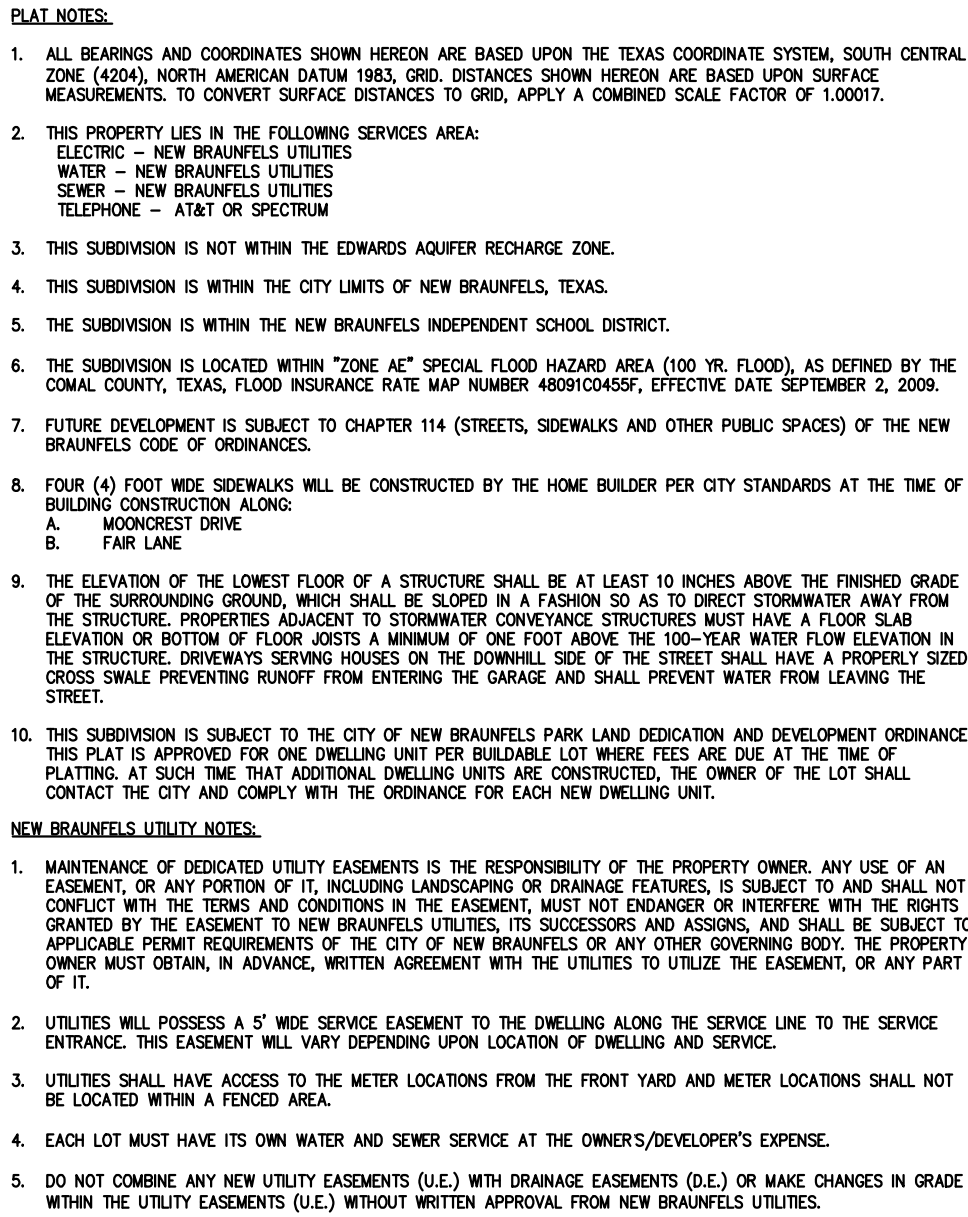 PLAT NOTES:
1. ALL BEARINGS AND COORDINATES SHOWN HEREON ARE BASED UPON THE TEXAS COORDINATE SYSTEM, SOUTH CENTRAL
ZONE (4204), NORTH AMERICAN DATUM 1983, GRID. DISTANCES SHOWN HEREON ARE BASED UPON SURFACE
MEASUREMENTS. TO CONVERT SURFACE DISTANCES TO GRID, APPLY A COMBINED SCALE FACTOR OF 1.00017.
2. THIS PROPERTY LIES IN THE FOLLOWING SERVICES AREA:
ELECTRIC – NEW BRAUNFELS UTILITIES
WATER – NEW BRAUNFELS UTILITIES
SEWER – NEW BRAUNFELS UTILITIES
TELEPHONE – AT&T OR SPECTRUM
3. THIS SUBDIVISION IS NOT WITHIN THE EDWARDS AQUIFER RECHARGE ZONE.
4. THIS SUBDIVISION IS WITHIN THE CITY LIMITS OF NEW BRAUNFELS, TEXAS.
5. THE SUBDIVISION IS WITHIN THE NEW BRAUNFELS INDEPENDENT SCHOOL DISTRICT.
6. THE SUBDIVISION IS LOCATED WITHIN "ZONE AE" SPECIAL FLOOD HAZARD AREA (100 YR. FLOOD), AS DEFINED BY THE
COMAL COUNTY, TEXAS, FLOOD INSURANCE RATE MAP NUMBER 48091C0455F, EFFECTIVE DATE SEPTEMBER 2, 2009.
7. FUTURE DEVELOPMENT IS SUBJECT TO CHAPTER 114 (STREETS, SIDEWALKS AND OTHER PUBLIC SPACES) OF THE NEW
BRAUNFELS CODE OF ORDINANCES.
8. FOUR (4) FOOT WIDE SIDEWALKS WILL BE CONSTRUCTED BY THE HOME BUILDER PER CITY STANDARDS AT THE TIME OF
BUILDING CONSTRUCTION ALONG:
A. MOONCREST DRIVE
B. FAIR LANE
9. THE ELEVATION OF THE LOWEST FLOOR OF A STRUCTURE SHALL BE AT LEAST 10 INCHES ABOVE THE FINISHED GRADE
OF THE SURROUNDING GROUND, WHICH SHALL BE SLOPED IN A FASHION SO AS TO DIRECT STORMWATER AWAY FROM
THE STRUCTURE. PROPERTIES ADJACENT TO STORMWATER CONVEYANCE STRUCTURES MUST HAVE A FLOOR SLAB
ELEVATION OR BOTTOM OF FLOOR JOISTS A MINIMUM OF ONE FOOT ABOVE THE 100–YEAR WATER FLOW ELEVATION IN
THE STRUCTURE. DRIVEWAYS SERVING HOUSES ON THE DOWNHILL SIDE OF THE STREET SHALL HAVE A PROPERLY SIZED
CROSS SWALE PREVENTING RUNOFF FROM ENTERING THE GARAGE AND SHALL PREVENT WATER FROM LEAVING THE
STREET.
10. THIS SUBDIVISION IS SUBJECT TO THE CITY OF NEW BRAUNFELS PARK LAND DEDICATION AND DEVELOPMENT ORDINANCE
THIS PLAT IS APPROVED FOR ONE DWELLING UNIT PER BUILDABLE LOT WHERE FEES ARE DUE AT THE TIME OF
PLATTING. AT SUCH TIME THAT ADDITIONAL DWELLING UNITS ARE CONSTRUCTED, THE OWNER OF THE LOT SHALL
CONTACT THE CITY AND COMPLY WITH THE ORDINANCE FOR EACH NEW DWELLING UNIT.
NEW BRAUNFELS UTILITY NOTES:
1. MAINTENANCE OF DEDICATED UTILITY EASEMENTS IS THE RESPONSIBILITY OF THE PROPERTY OWNER. ANY USE OF AN
EASEMENT, OR ANY PORTION OF IT, INCLUDING LANDSCAPING OR DRAINAGE FEATURES, IS SUBJECT TO AND SHALL NOT
CONFLICT WITH THE TERMS AND CONDITIONS IN THE EASEMENT, MUST NOT ENDANGER OR INTERFERE WITH THE RIGHTS
GRANTED BY THE EASEMENT TO NEW BRAUNFELS UTILITIES, ITS SUCCESSORS AND ASSIGNS, AND SHALL BE SUBJECT TO
APPLICABLE PERMIT REQUIREMENTS OF THE CITY OF NEW BRAUNFELS OR ANY OTHER GOVERNING BODY. THE PROPERTY
OWNER MUST OBTAIN, IN ADVANCE, WRITTEN AGREEMENT WITH THE UTILITIES TO UTILIZE THE EASEMENT, OR ANY PART
OF IT.
2. UTILITIES WILL POSSESS A 5' WIDE SERVICE EASEMENT TO THE DWELLING ALONG THE SERVICE LINE TO THE SERVICE
ENTRANCE. THIS EASEMENT WILL VARY DEPENDING UPON LOCATION OF DWELLING AND SERVICE.
3. UTILITIES SHALL HAVE ACCESS TO THE METER LOCATIONS FROM THE FRONT YARD AND METER LOCATIONS SHALL NOT
BE LOCATED WITHIN A FENCED AREA.
4. EACH LOT MUST HAVE ITS OWN WATER AND SEWER SERVICE AT THE OWNER'S/DEVELOPER'S EXPENSE.
5. DO NOT COMBINE ANY NEW UTILITY EASEMENTS (U.E.) WITH DRAINAGE EASEMENTS (D.E.) OR MAKE CHANGES IN GRADE
WITHIN THE UTILITY EASEMENTS (U.E.) WITHOUT WRITTEN APPROVAL FROM NEW BRAUNFELS UTILITIES.